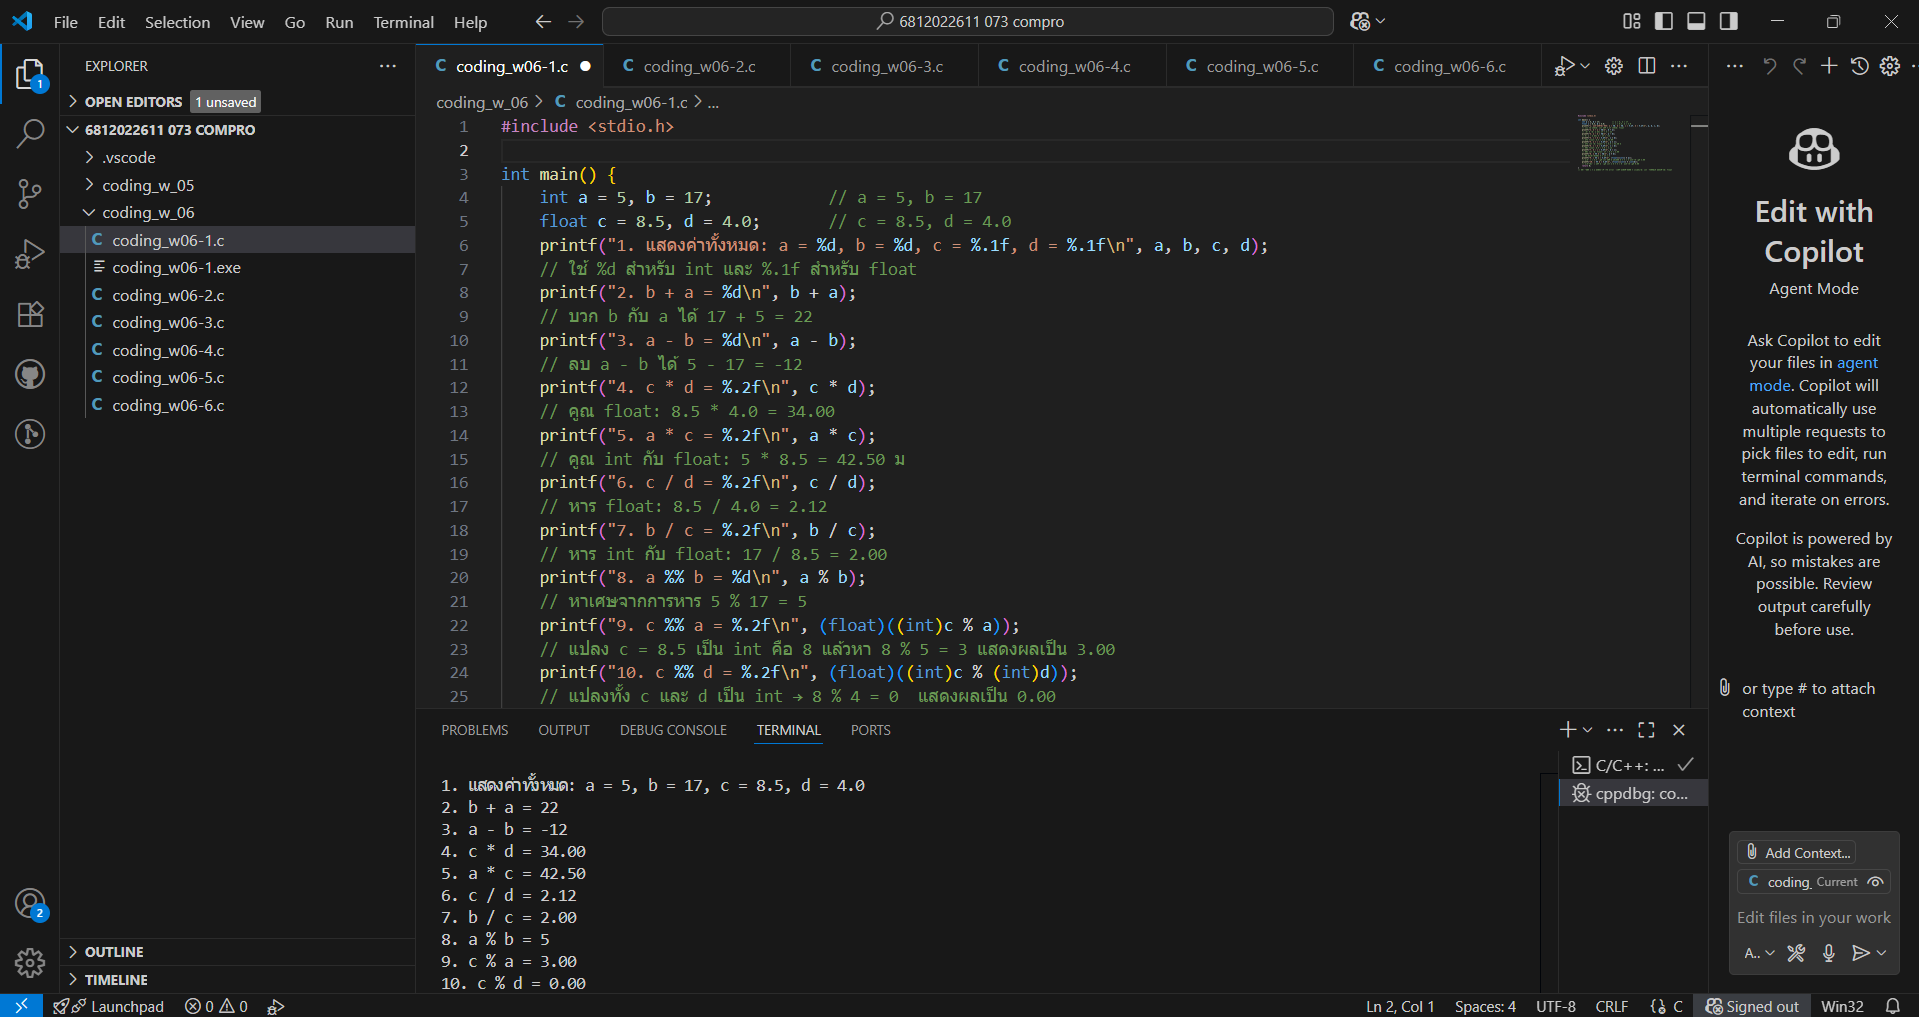 File Edit Selection View Go Run Terminal Help
6812022611 073 compro
EXPLORER
OPEN EDITORS 1 unsaved
6812022611 073 COMPRO
.vscode
coding_w_05
coding_w_06
coding_w06-1.c
coding_w06-1.exe
coding_w06-2.c
coding_w06-3.c
coding_w06-4.c
coding_w06-5.c
coding_w06-6.c
OUTLINE
TIMELINE
1
2
C coding_w06-1.c
C coding_w06-2.c
C coding_w06-3.c
C coding_w06-4.c
C coding_w06-5.c
C coding_w06-6.c
coding_w_06 > C coding_w06-1.c > ...
1 #include <stdio.h>
2
3 int main() {
4 int a = 5, b = 17; // a = 5, b = 17
5 float c = 8.5, d = 4.0; // c = 8.5, d = 4.0
6 printf("1. แสดงค่าทั้งหมด: a = %d, b = %d, c = %.1f, d = %.1f\n", a, b, c, d);
7 // ใช้ %d สำหรับ int และ %.1f สำหรับ float
8 printf("2. b + a = %d\n", b + a);
9 // บวก b กับ a ได้ 17 + 5 = 22
10 printf("3. a - b = %d\n", a - b);
11 // ลบ a - b ได้ 5 - 17 = -12
12 printf("4. c * d = %.2f\n", c * d);
13 // คูณ float: 8.5 * 4.0 = 34.00
14 printf("5. a * c = %.2f\n", a * c);
15 // คูณ int กับ float: 5 * 8.5 = 42.50 ม
16 printf("6. c / d = %.2f\n", c / d);
17 // หาร float: 8.5 / 4.0 = 2.12
18 printf("7. b / c = %.2f\n", b / c);
19 // หาร int กับ float: 17 / 8.5 = 2.00
20 printf("8. a %% b = %d\n", a % b);
21 // หาเศษจากการหาร 5 % 17 = 5
22 printf("9. c %% a = %.2f\n", (float)((int)c % a));
23 // แปลง c = 8.5 เป็น int คือ 8 แล้วหา 8 % 5 = 3 แสดงผลเป็น 3.00
24 printf("10. c %% d = %.2f\n", (float)((int)c % (int)d));
25 // แปลงทั้ง c และ d เป็น int → 8 % 4 = 0 แสดงผลเป็น 0.00
PROBLEMS OUTPUT DEBUG CONSOLE TERMINAL PORTS
1. แสดงค่าทั้งหมด: a = 5, b = 17, c = 8.5, d = 4.0
2. b + a = 22
3. a - b = -12
4. c * d = 34.00
5. a * c = 42.50
6. c / d = 2.12
7. b / c = 2.00
8. a % b = 5
9. c % a = 3.00
10. c % d = 0.00
C/C++: ...
cppdbg: co...
Edit with
Copilot
Agent Mode
Ask Copilot to edit
your files in agent
mode. Copilot will
automatically use
multiple requests to
pick files to edit, run
terminal commands,
and iterate on errors.
Copilot is powered by
AI, so mistakes are
possible. Review
output carefully
before use.
or type # to attach
context
Add Context...
C coding. Current
Edit files in your work
A..
Launchpad 0 0
Ln 2, Col 1 Spaces: 4 UTF-8 CRLF {} C Signed out Win32